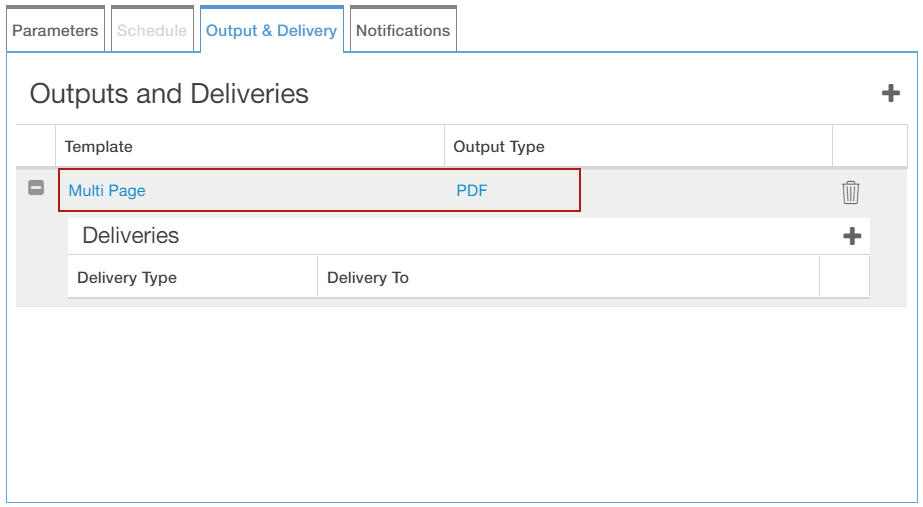 Parameters Schedule Output & Delivery Notifications
Outputs and Deliveries
Template Output Type
Multi Page PDF
Deliveries
Delivery Type Delivery To